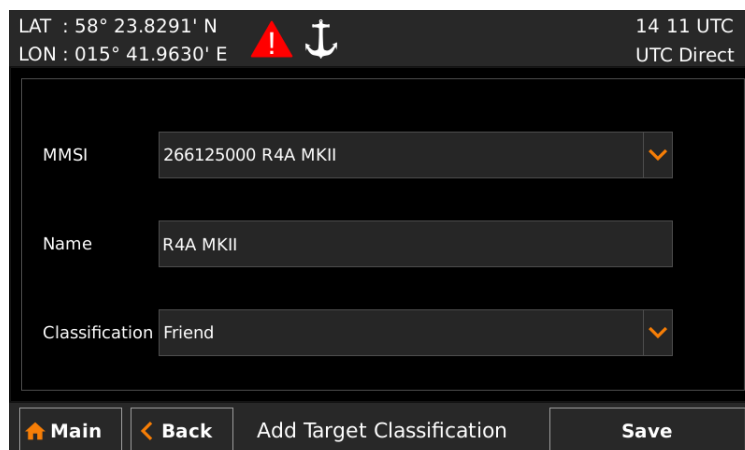 LAT : 58° 23.8291' N
LON : 015° 41.9630' E
14 11 UTC
UTC Direct
MMSI
266125000 R4A MKII
Name
R4A MKII
Classification
Friend
Main
Back
Add Target Classification
Save